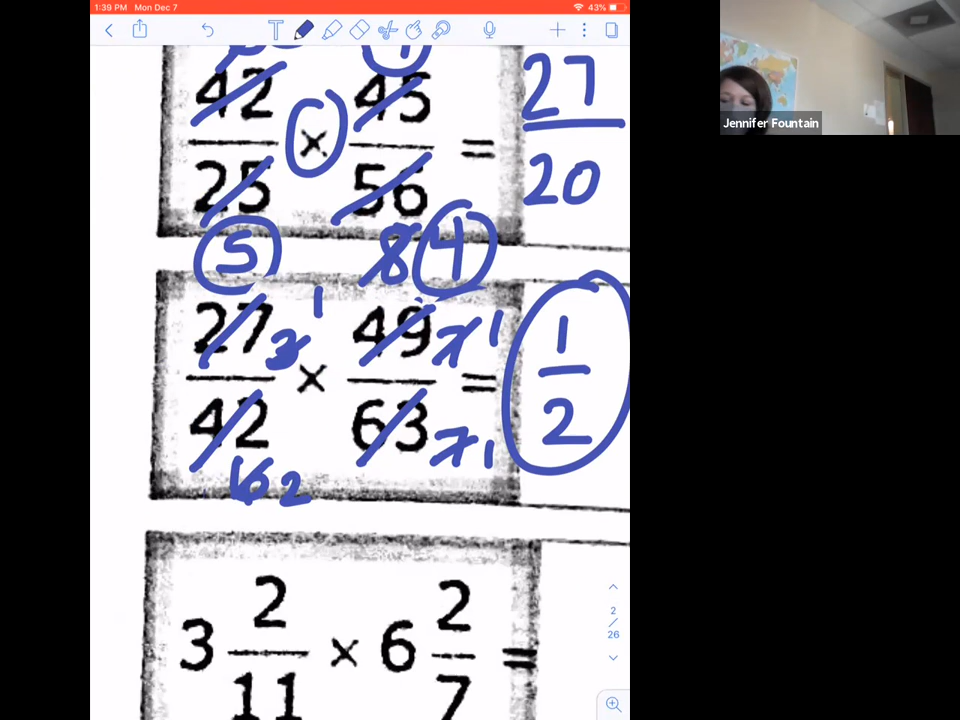 1:39 PM Mon Dec 7 43%
42 45 27
× =
25 56 20
5 8 4
27 3 1 49 7 1 1
× =
42 63 7 1 2
6 2
3 2/11 × 6 2/7 =
2
/
26
Jennifer Fountain